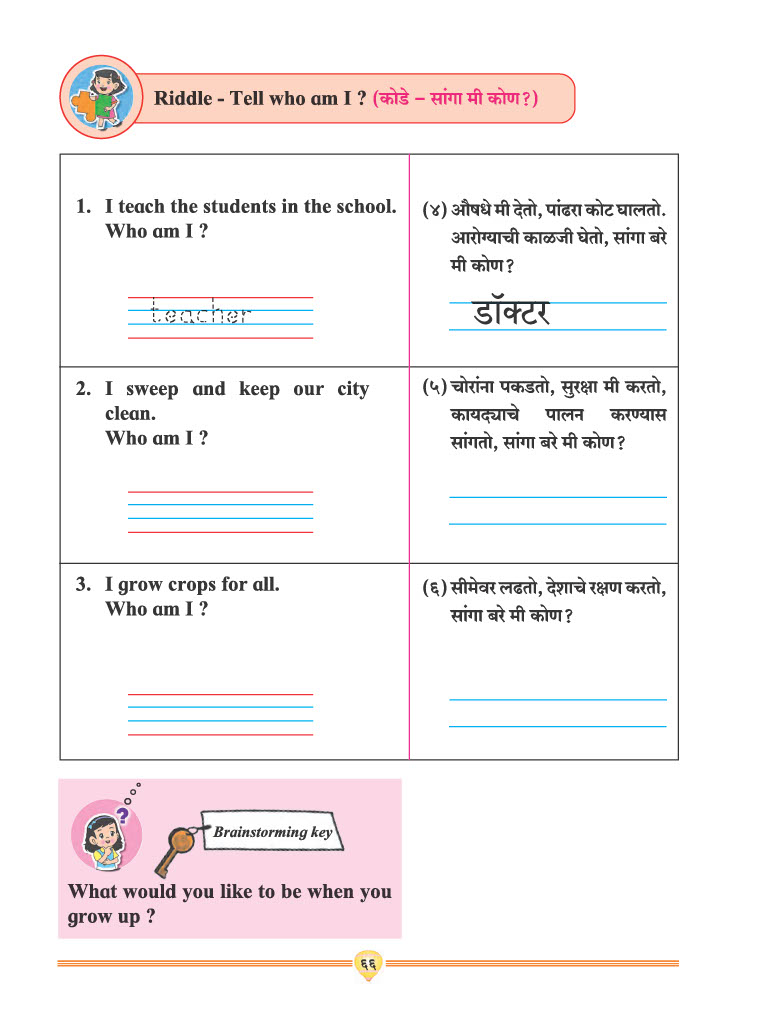 Riddle - Tell who am I ? (कोडे – सांगा मी कोण?)
1. I teach the students in the school.
Who am I ?
teacher
2. I sweep and keep our city
clean.
Who am I ?
3. I grow crops for all.
Who am I ?
(४) औषधे मी देतो, पांढरा कोट घालतो.
आरोग्याची काळजी घेतो, सांगा बरे
मी कोण?
डॉक्टर
(५) चोरांना पकडतो, सुरक्षा मी करतो,
कायद्याचे पालन करण्यास
सांगतो, सांगा बरे मी कोण?
(६) सीमेवर लढतो, देशाचे रक्षण करतो,
सांगा बरे मी कोण?
?
Brainstorming key
What would you like to be when you
grow up ?
६६